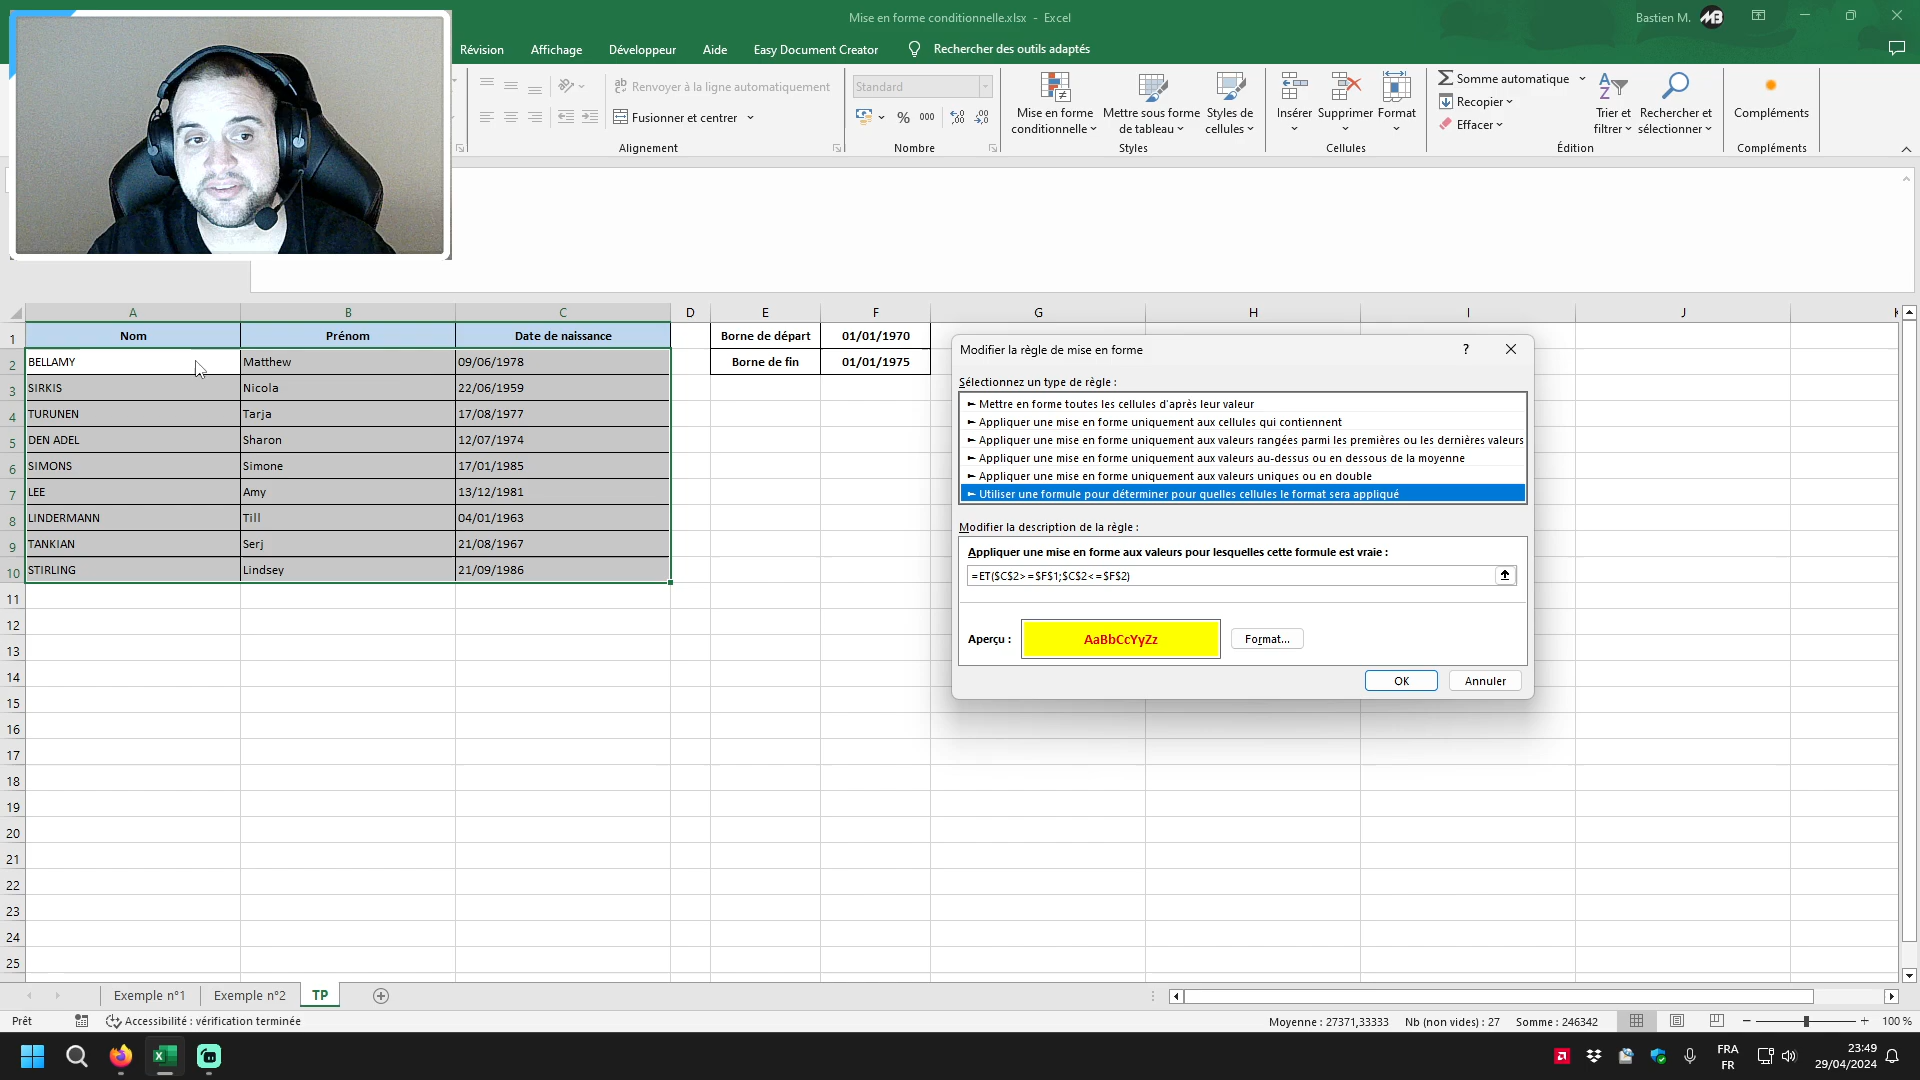 Mise en forme conditionnelle.xlsx - Excel
Bastien M.
Révision Affichage Développeur Aide Easy Document Creator Rechercher des outils adaptés
Renvoyer à la ligne automatiquement
Fusionner et centrer
Alignement
Standard
% 000
Nombre
Mise en forme conditionnelle
Mettre sous forme de tableau
Styles de cellules
Styles
Insérer
Supprimer
Format
Cellules
Somme automatique
Recopier
Effacer
Trier et filtrer
Rechercher et sélectionner
Édition
Compléments
Compléments
A B C D E F G H I J K
1 Nom Prénom Date de naissance Borne de départ 01/01/1970
2 BELLAMY Matthew 09/06/1978 Borne de fin 01/01/1975
3 SIRKIS Nicola 22/06/1959
4 TURUNEN Tarja 17/08/1977
5 DEN ADEL Sharon 12/07/1974
6 SIMONS Simone 17/01/1985
7 LEE Amy 13/12/1981
8 LINDERMANN Till 04/01/1963
9 TANKIAN Serj 21/08/1967
10 STIRLING Lindsey 21/09/1986
11
12
13
14
15
16
17
18
19
20
21
22
23
24
25
Modifier la règle de mise en forme ?
Sélectionnez un type de règle :
► Mettre en forme toutes les cellules d'après leur valeur
► Appliquer une mise en forme uniquement aux cellules qui contiennent
► Appliquer une mise en forme uniquement aux valeurs rangées parmi les premières ou les dernières valeurs
► Appliquer une mise en forme uniquement aux valeurs au-dessus ou en dessous de la moyenne
► Appliquer une mise en forme uniquement aux valeurs uniques ou en double
► Utiliser une formule pour déterminer pour quelles cellules le format sera appliqué
Modifier la description de la règle :
Appliquer une mise en forme aux valeurs pour lesquelles cette formule est vraie :
=ET($C$2>=$F$1;$C$2<=$F$2)
Aperçu : AaBbCcYyZz Format...
OK Annuler
Exemple n°1 Exemple n°2 TP
Prêt Accessibilité : vérification terminée Moyenne : 27371,33333 Nb (non vides) : 27 Somme : 246342 100 %
FRA
FR
23:49
29/04/2024